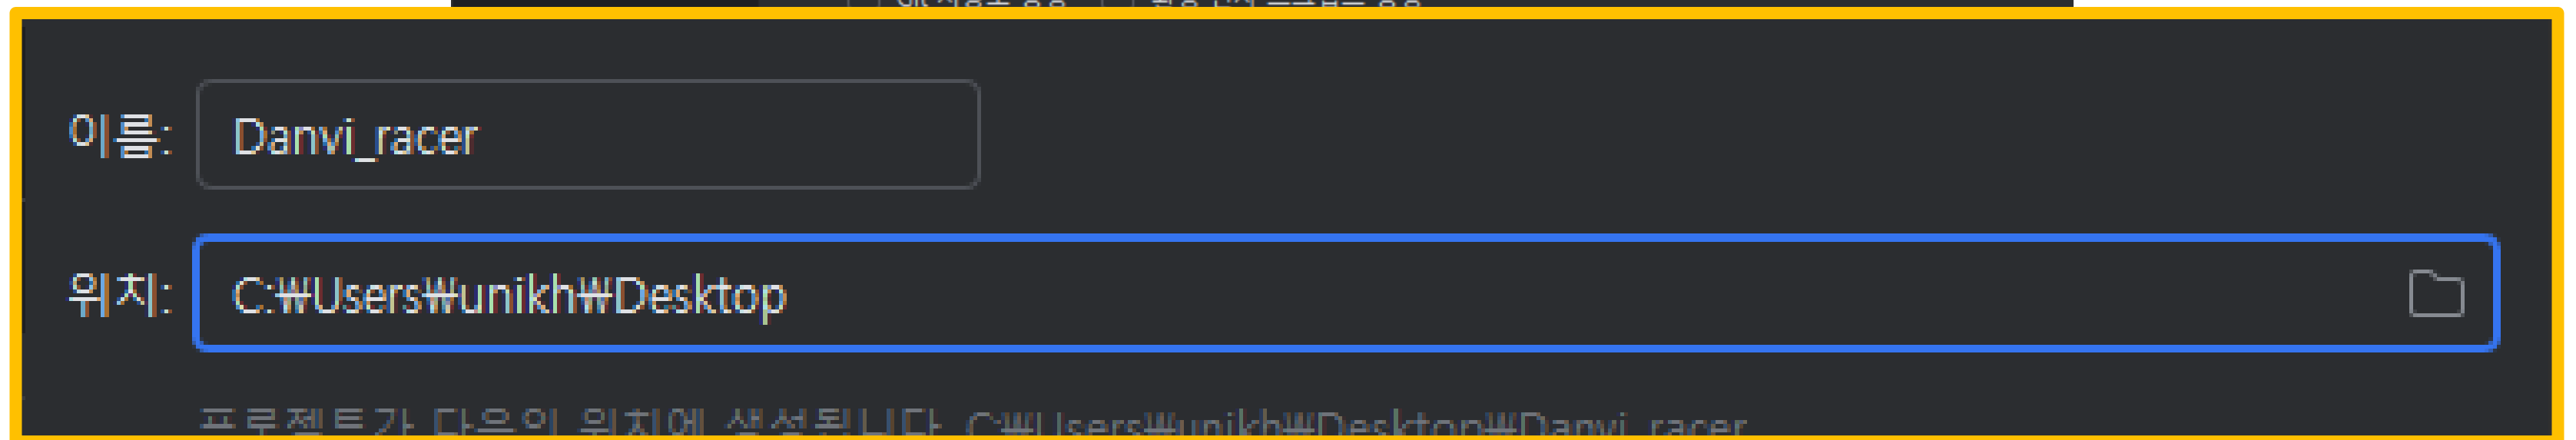 이름: Danvi_racer
위치: C:₩Users₩unikh₩Desktop
프로젝트가 다음의 위치에 생성됩니다 C:₩Users₩unikh₩Desktop₩Danvi_racer